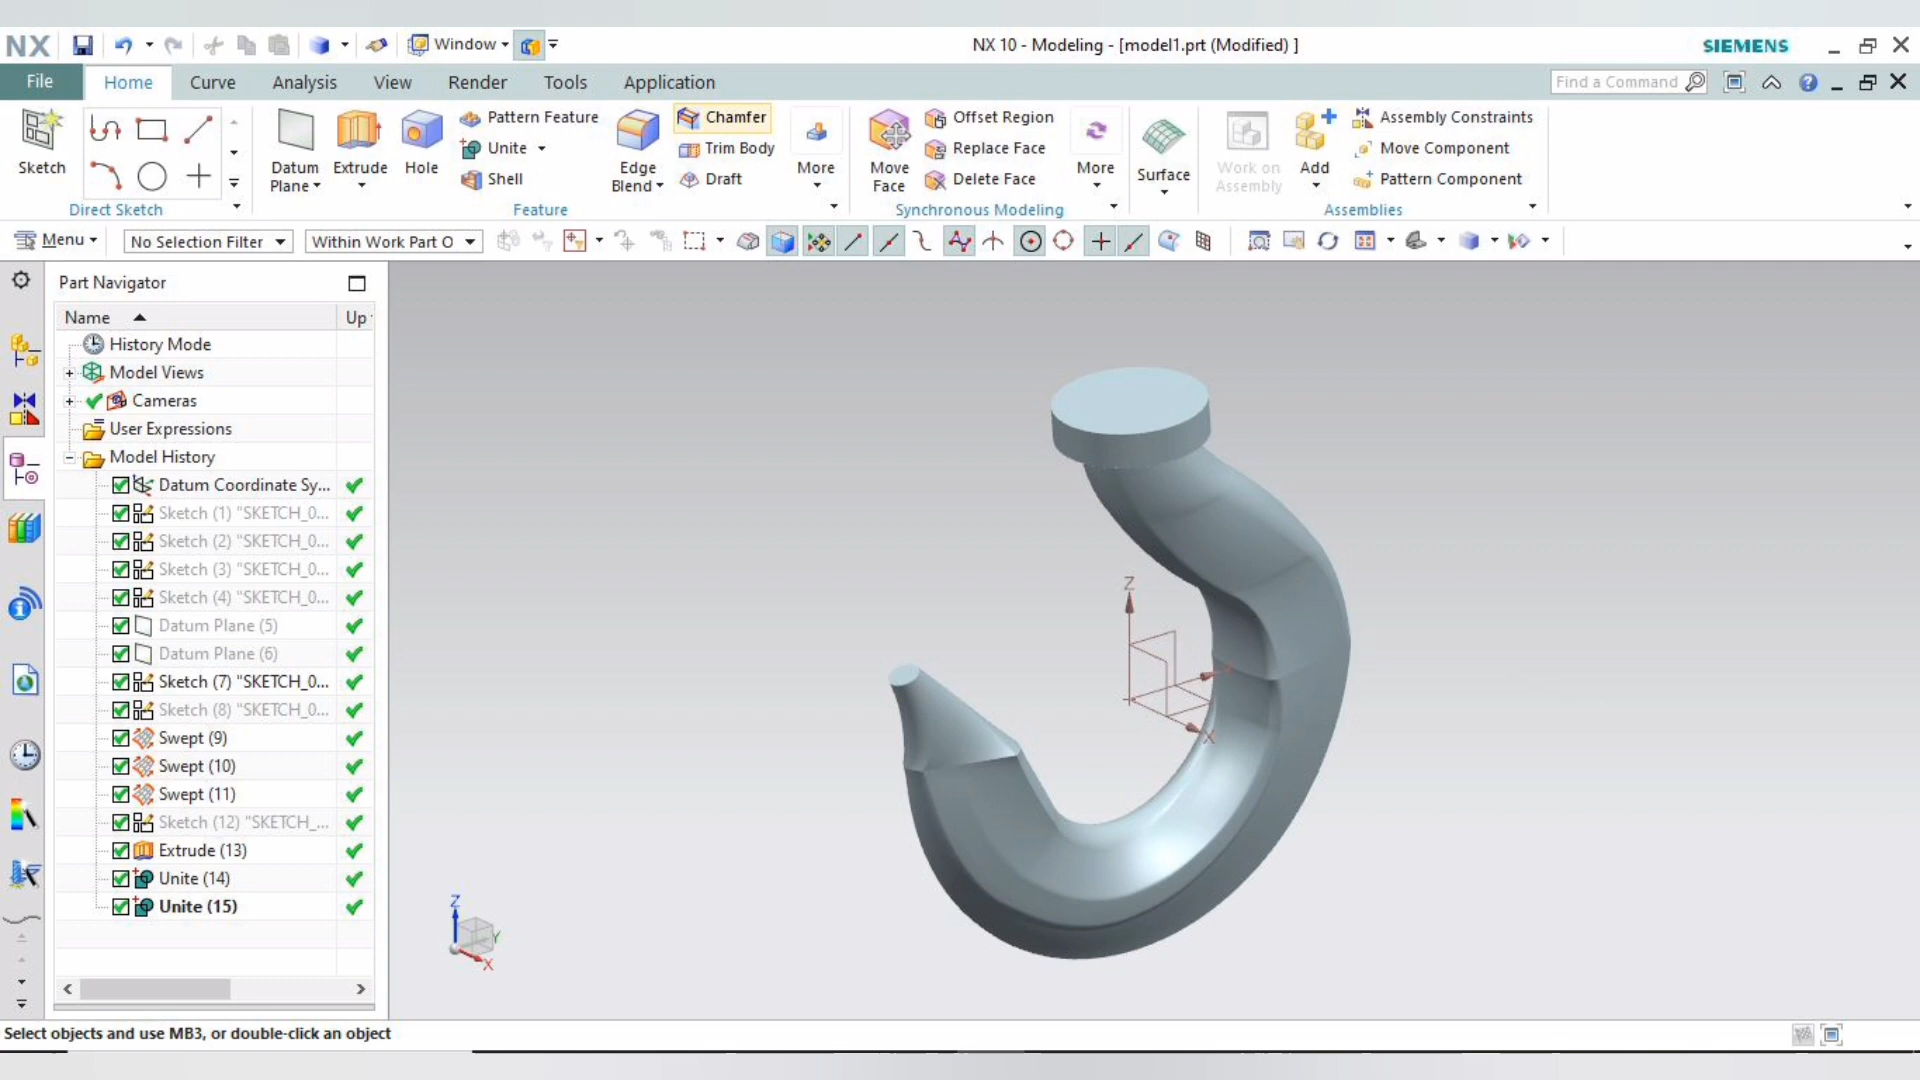 NX
Window
NX 10 - Modeling - [model1.prt (Modified) ]
SIEMENS
File
Home
Curve
Analysis
View
Render
Tools
Application
Find a Command
Sketch
Direct Sketch
Datum Plane
Extrude
Hole
Pattern Feature
Unite
Shell
Edge Blend
Chamfer
Trim Body
Draft
More
Feature
Move Face
Offset Region
Replace Face
Delete Face
More
Synchronous Modeling
Surface
Work on Assembly
Add
Assembly Constraints
Move Component
Pattern Component
Assemblies
Menu
No Selection Filter
Within Work Part O
Part Navigator
Name
Up
History Mode
Model Views
Cameras
User Expressions
Model History
Datum Coordinate Sy...
Sketch (1) "SKETCH_0...
Sketch (2) "SKETCH_0...
Sketch (3) "SKETCH_0...
Sketch (4) "SKETCH_0...
Datum Plane (5)
Datum Plane (6)
Sketch (7) "SKETCH_0...
Sketch (8) "SKETCH_0...
Swept (9)
Swept (10)
Swept (11)
Sketch (12) "SKETCH_...
Extrude (13)
Unite (14)
Unite (15)
Z
X
Z
Y
X
Select objects and use MB3, or double-click an object